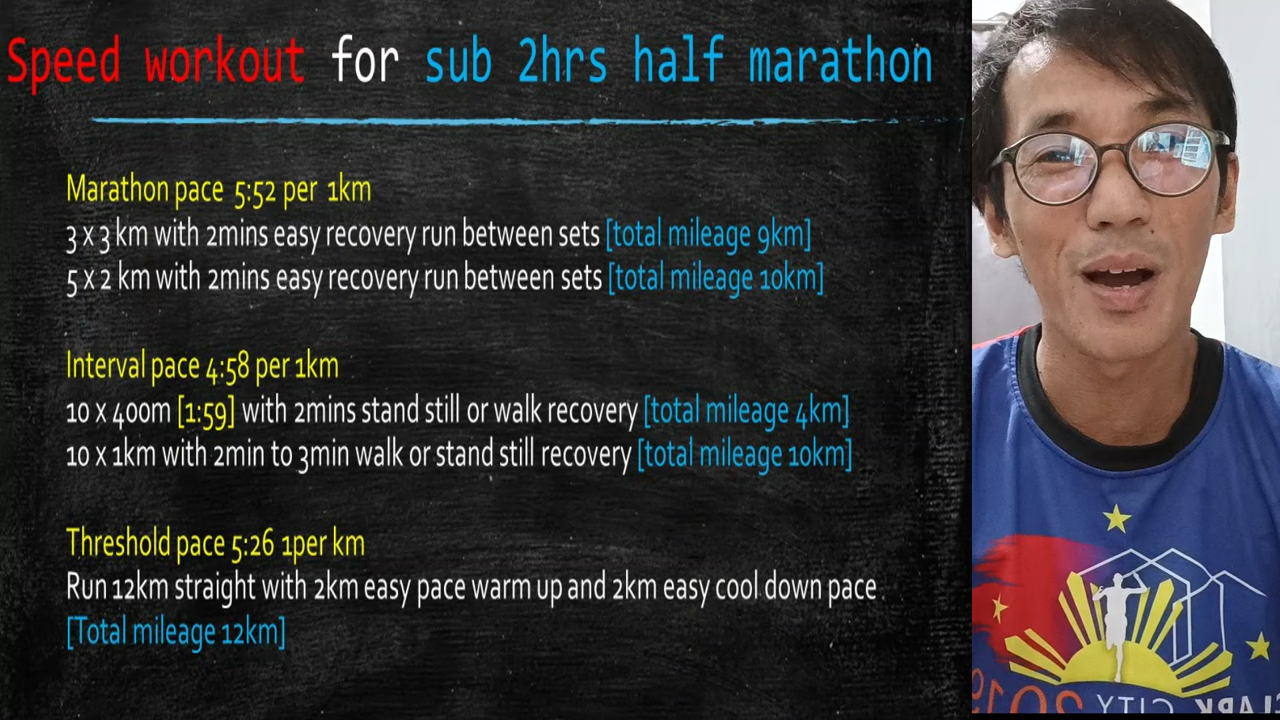 Speed workout for sub 2hrs half marathon
Marathon pace 5:52 per 1km
3 x 3 km with 2mins easy recovery run between sets [total mileage 9km]
5 x 2 km with 2mins easy recovery run between sets [total mileage 10km]
Interval pace 4:58 per 1km
10 x 400m [1:59] with 2mins stand still or walk recovery [total mileage 4km]
10 x 1km with 2min to 3min walk or stand still recovery [total mileage 10km]
Threshold pace 5:26 1per km
Run 12km straight with 2km easy pace warm up and 2km easy cool down pace.
[Total mileage 12km]
2019
CLARK CITY